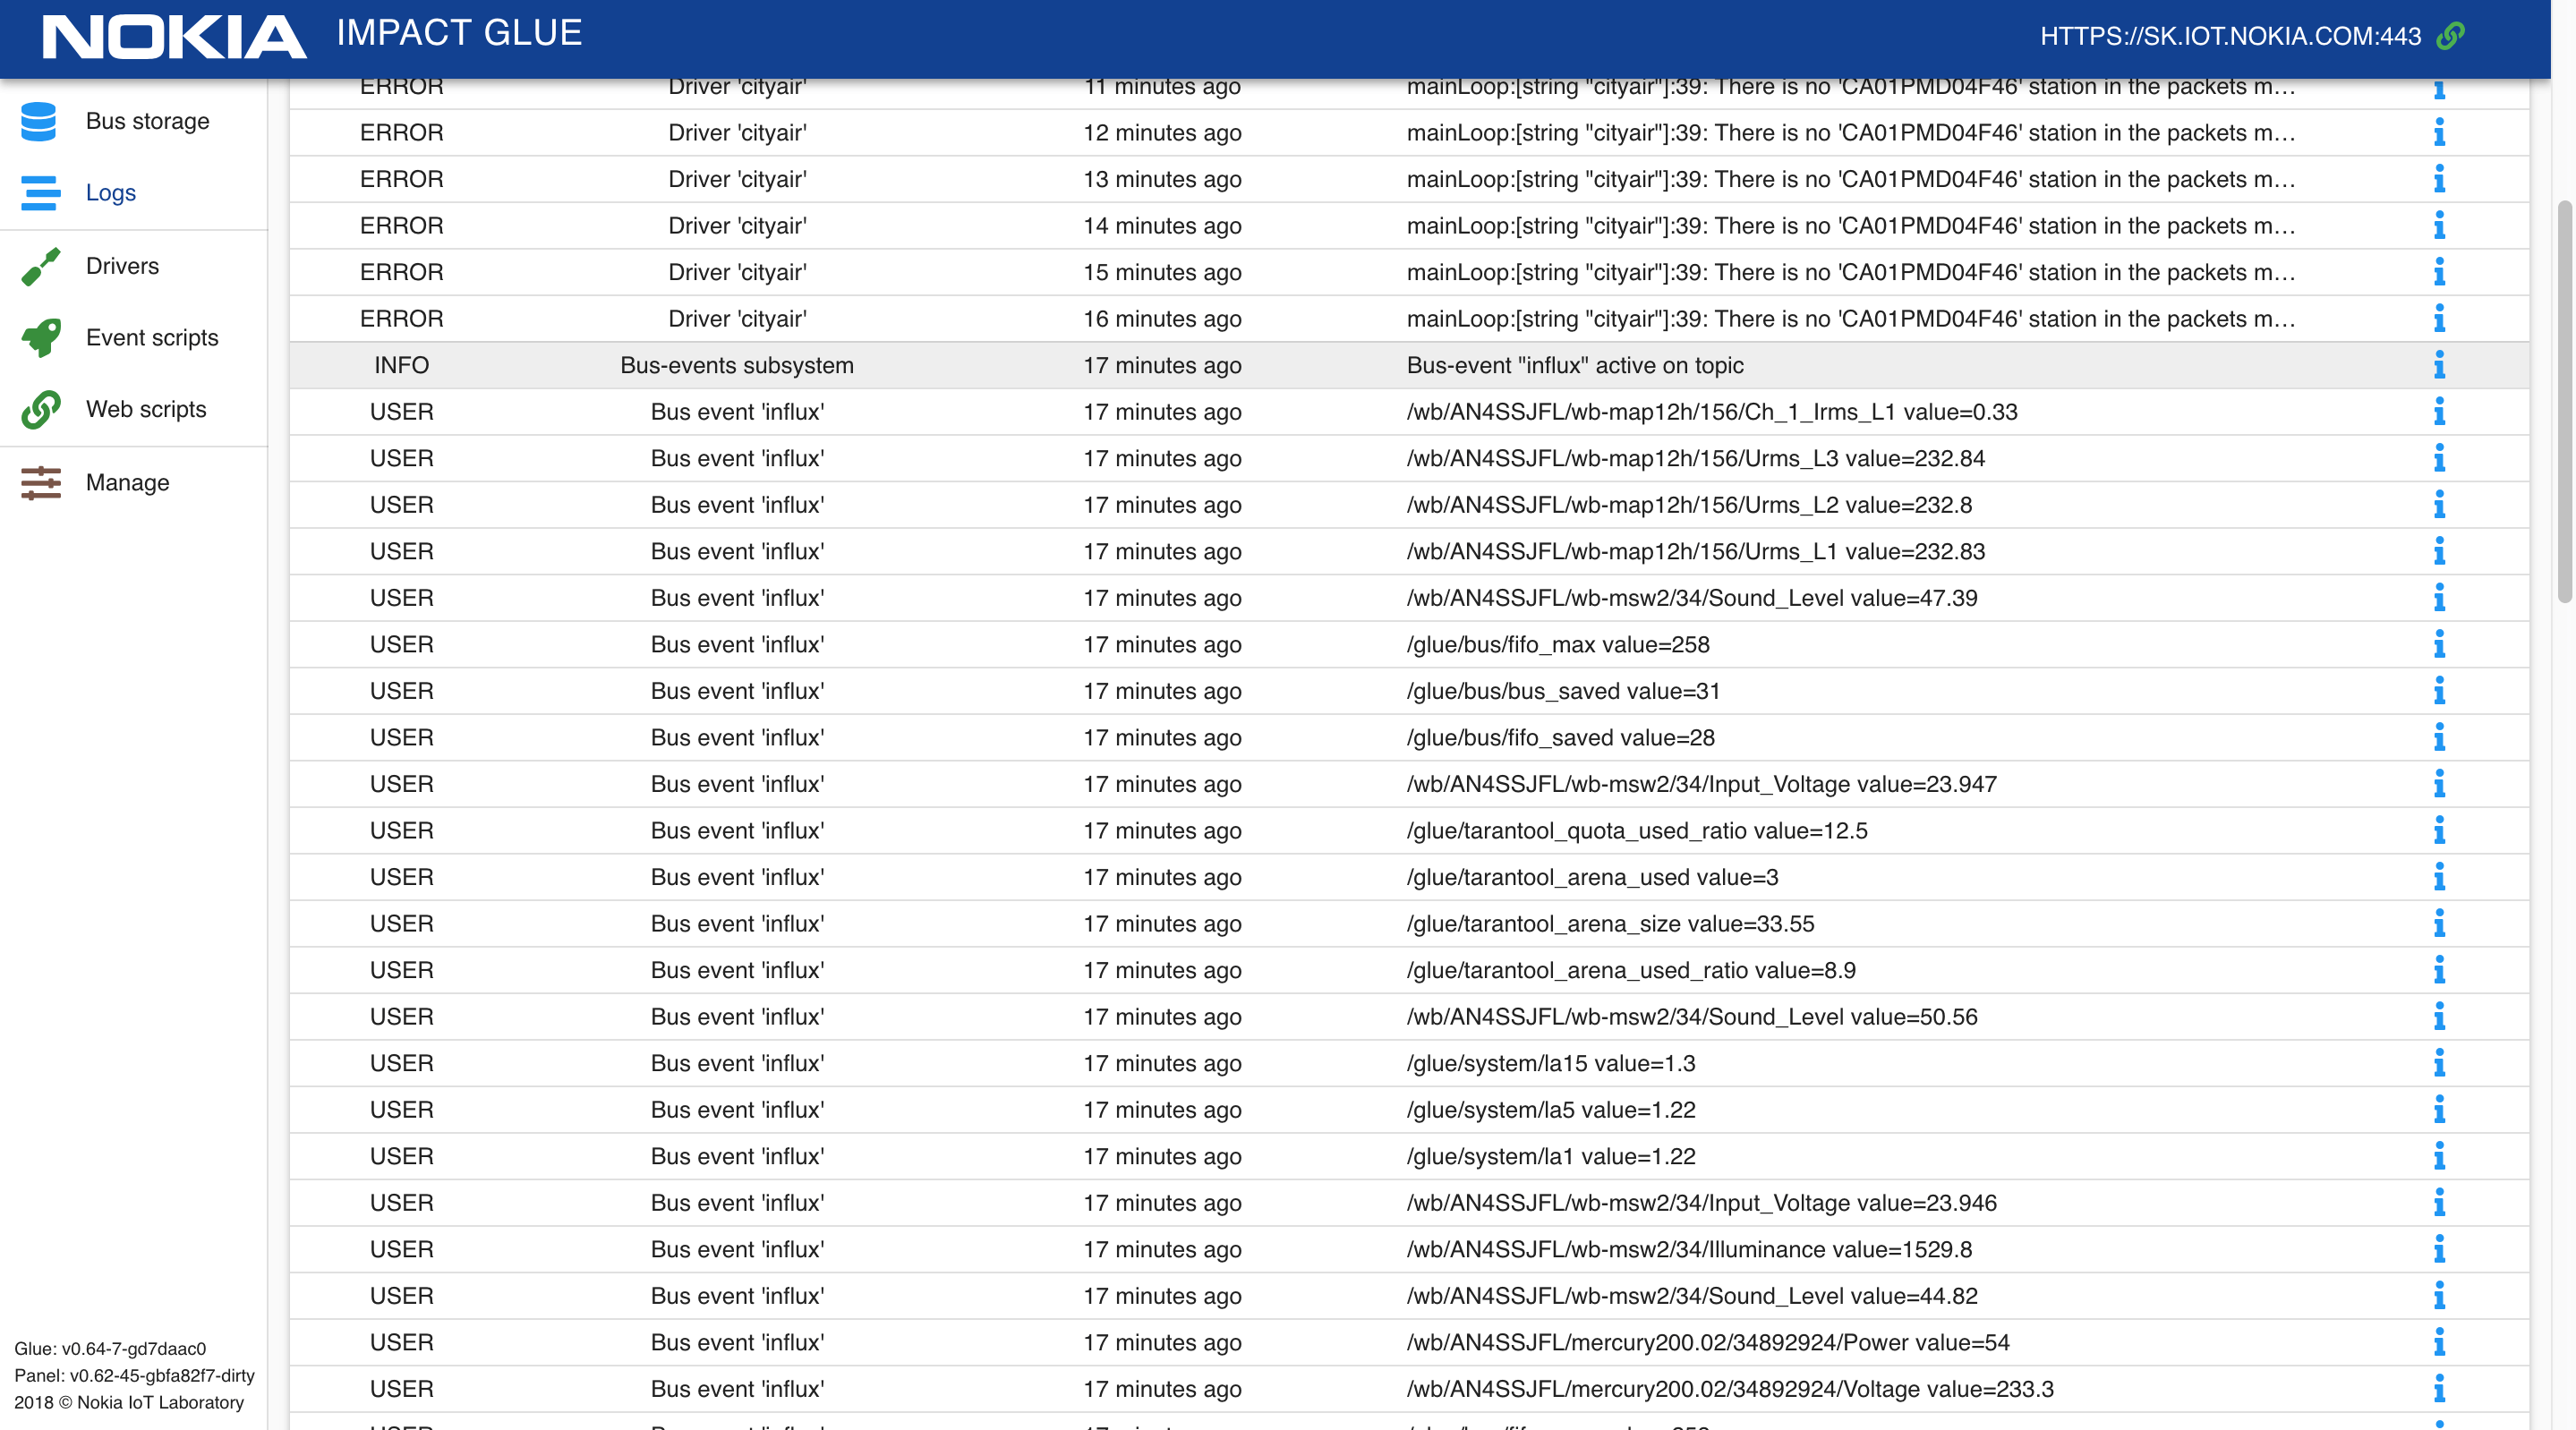 NOKIA IMPACT GLUE HTTPS://SK.IOT.NOKIA.COM:443
Bus storage
Logs
Drivers
Event scripts
Web scripts
Manage
Glue: v0.64-7-gd7daac0
Panel: v0.62-45-gbfa82f7-dirty
2018 © Nokia IoT Laboratory
ERROR Driver 'cityair' 11 minutes ago mainLoop:[string "cityair"]:39: There is no 'CA01PMD04F46' station in the packets m...
ERROR Driver 'cityair' 12 minutes ago mainLoop:[string "cityair"]:39: There is no 'CA01PMD04F46' station in the packets m...
ERROR Driver 'cityair' 13 minutes ago mainLoop:[string "cityair"]:39: There is no 'CA01PMD04F46' station in the packets m...
ERROR Driver 'cityair' 14 minutes ago mainLoop:[string "cityair"]:39: There is no 'CA01PMD04F46' station in the packets m...
ERROR Driver 'cityair' 15 minutes ago mainLoop:[string "cityair"]:39: There is no 'CA01PMD04F46' station in the packets m...
ERROR Driver 'cityair' 16 minutes ago mainLoop:[string "cityair"]:39: There is no 'CA01PMD04F46' station in the packets m...
INFO Bus-events subsystem 17 minutes ago Bus-event "influx" active on topic
USER Bus event 'influx' 17 minutes ago /wb/AN4SSJFL/wb-map12h/156/Ch_1_Irms_L1 value=0.33
USER Bus event 'influx' 17 minutes ago /wb/AN4SSJFL/wb-map12h/156/Urms_L3 value=232.84
USER Bus event 'influx' 17 minutes ago /wb/AN4SSJFL/wb-map12h/156/Urms_L2 value=232.8
USER Bus event 'influx' 17 minutes ago /wb/AN4SSJFL/wb-map12h/156/Urms_L1 value=232.83
USER Bus event 'influx' 17 minutes ago /wb/AN4SSJFL/wb-msw2/34/Sound_Level value=47.39
USER Bus event 'influx' 17 minutes ago /glue/bus/fifo_max value=258
USER Bus event 'influx' 17 minutes ago /glue/bus/bus_saved value=31
USER Bus event 'influx' 17 minutes ago /glue/bus/fifo_saved value=28
USER Bus event 'influx' 17 minutes ago /wb/AN4SSJFL/wb-msw2/34/Input_Voltage value=23.947
USER Bus event 'influx' 17 minutes ago /glue/tarantool_quota_used_ratio value=12.5
USER Bus event 'influx' 17 minutes ago /glue/tarantool_arena_used value=3
USER Bus event 'influx' 17 minutes ago /glue/tarantool_arena_size value=33.55
USER Bus event 'influx' 17 minutes ago /glue/tarantool_arena_used_ratio value=8.9
USER Bus event 'influx' 17 minutes ago /wb/AN4SSJFL/wb-msw2/34/Sound_Level value=50.56
USER Bus event 'influx' 17 minutes ago /glue/system/la15 value=1.3
USER Bus event 'influx' 17 minutes ago /glue/system/la5 value=1.22
USER Bus event 'influx' 17 minutes ago /glue/system/la1 value=1.22
USER Bus event 'influx' 17 minutes ago /wb/AN4SSJFL/wb-msw2/34/Input_Voltage value=23.946
USER Bus event 'influx' 17 minutes ago /wb/AN4SSJFL/wb-msw2/34/Illuminance value=1529.8
USER Bus event 'influx' 17 minutes ago /wb/AN4SSJFL/wb-msw2/34/Sound_Level value=44.82
USER Bus event 'influx' 17 minutes ago /wb/AN4SSJFL/mercury200.02/34892924/Power value=54
USER Bus event 'influx' 17 minutes ago /wb/AN4SSJFL/mercury200.02/34892924/Voltage value=233.3